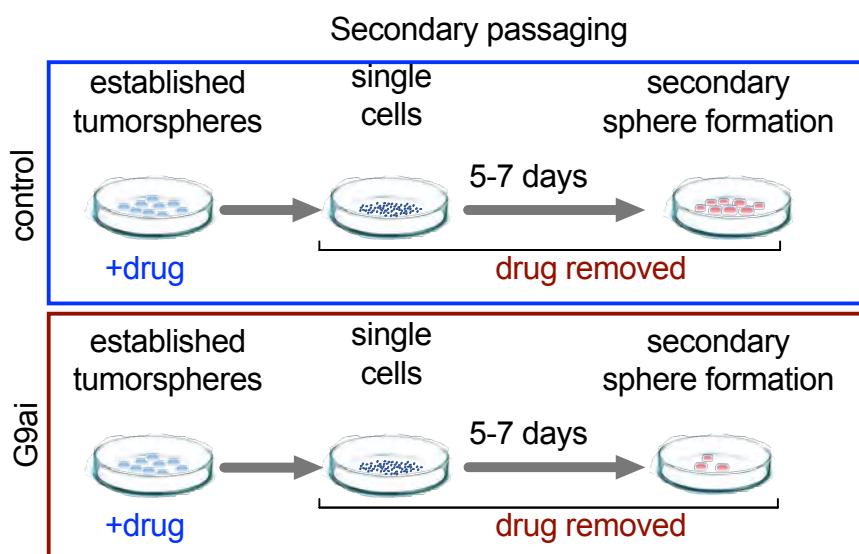 Secondary passaging
control
established
tumorspheres
single
cells
secondary
sphere formation
5-7 days
+drug
drug removed
G9ai
established
tumorspheres
single
cells
secondary
sphere formation
5-7 days
+drug
drug removed